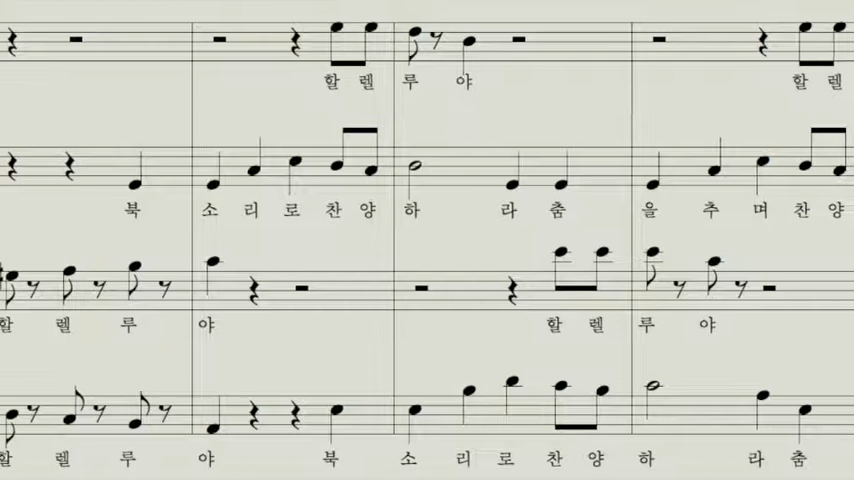 할 렐 루 야 할 렐
북 소 리 로 찬 양 하 라 춤 을 추 며 찬 양
할 렐 루 야 할 렐 루 야
할 렐 루 야 북 소 리 로 찬 양 하 라 춤